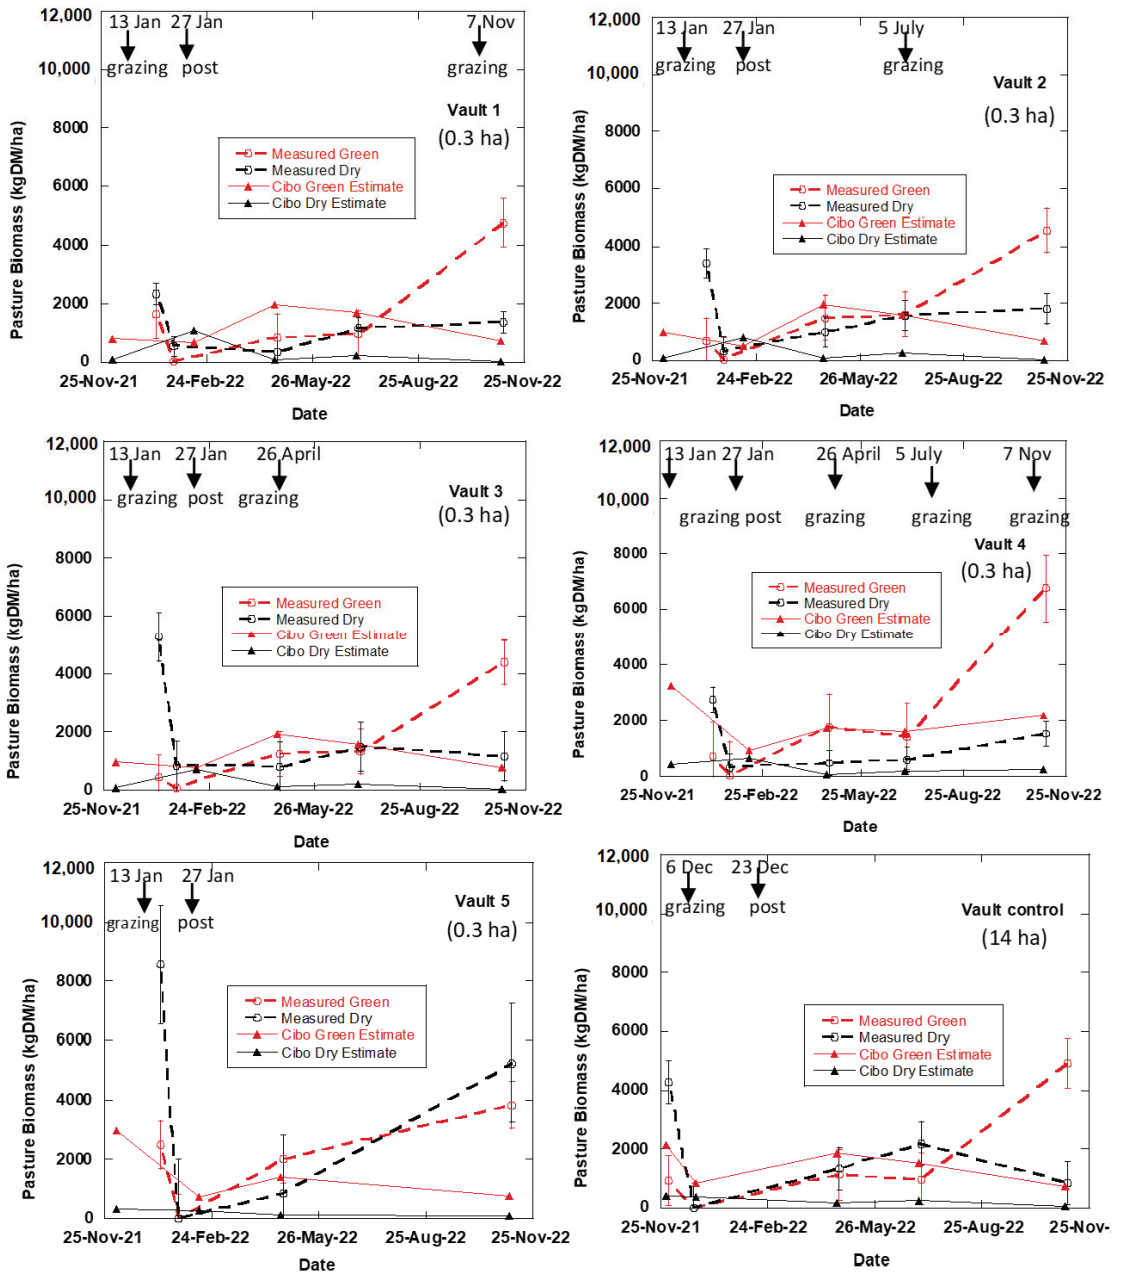 12,000
13 Jan 27 Jan 7 Nov
10,000
grazing post grazing
8000
Vault 1
(0.3 ha)
Measured Green
Measured Dry
Cibo Green Estimate
Cibo Dry Estimate
6000
4000
2000
0
Pasture Biomass (kgDM/ha)
25-Nov-21 24-Feb-22 26-May-22 25-Aug-22 25-Nov-22
Date
12,000
13 Jan 27 Jan 5 July
10,000
grazing post grazing
Vault 2
(0.3 ha)
8000
6000
Measured Green
Measured Dry
Cibo Green Estimate
Cibo Dry Estimate
4000
2000
0
Pasture Biomass (kgDM/ha)
25-Nov-21 24-Feb-22 26-May-22 25-Aug-22 25-Nov-22
Date
12,000
13 Jan 27 Jan 26 April
10,000
grazing post grazing
Vault 3
(0.3 ha)
8000
6000
Measured Green
Measured Dry
Cibo Green Estimate
Cibo Dry Estimate
4000
2000
0
Pasture Biomass (kgDM/ha)
25-Nov-21 24-Feb-22 26-May-22 25-Aug-22 25-Nov-22
Date
12,000
13 Jan 27 Jan 26 April 5 July 7 Nov
10,000
grazing post grazing grazing grazing
8000
Vault 4
(0.3 ha)
Measured Green
Measured Dry
Cibo Green Estimate
Cibo Dry Estimate
6000
4000
2000
0
Pasture Biomass (kgDM/ha)
25-Nov-21 25-Feb-22 25-May-22 25-Aug-22 25-Nov-22
Date
12,000
13 Jan 27 Jan
10,000
grazing post
Vault 5
(0.3 ha)
8000
Measured Green
Measured Dry
Cibo Green Estimate
Cibo Dry Estimate
6000
4000
2000
0
Pasture Biomass (kgDM/ha)
25-Nov-21 24-Feb-22 26-May-22 25-Aug-22 25-Nov-22
Date
12,000
6 Dec 23 Dec
10,000
grazing post
Vault control
(14 ha)
8000
6000
Measured Green
Measured Dry
Cibo Green Estimate
Cibo Dry Estimate
4000
2000
0
Pasture Biomass (kgDM/ha)
25-Nov-21 24-Feb-22 26-May-22 25-Aug-22 25-Nov-
Date